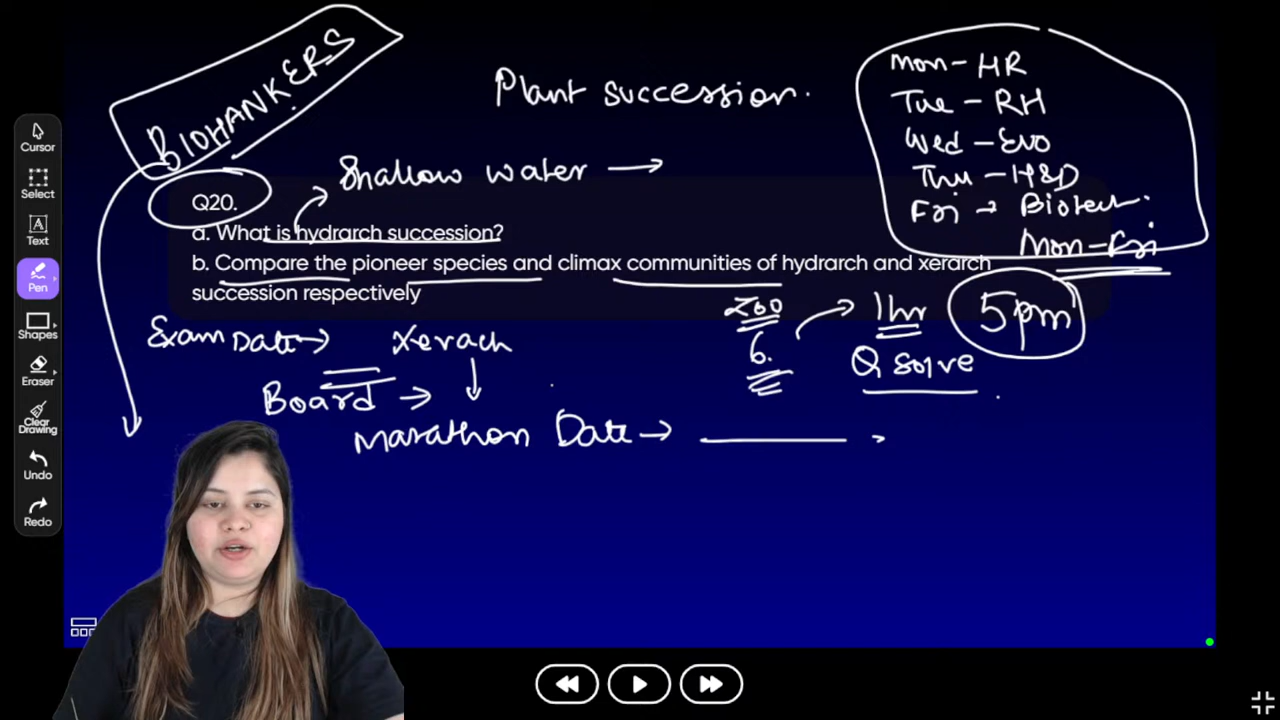 BIOHANKERS
Plant succession.
Mon - HR
Tue - RH
Wed - Evo
Thu - H&D
Fri → Biotech.
Mon-Fri
Shallow water →
Q20.
a. What is hydrarch succession?
b. Compare the pioneer species and climax communities of hydrarch and xerarch
succession respectively
Exam Date →
Xerach
200
6.
1hr
Q solve
5pm
Board →
Marathon Date →
Cursor
Select
Text
Pen
Shapes
Eraser
Clear
Drawing
Undo
Redo